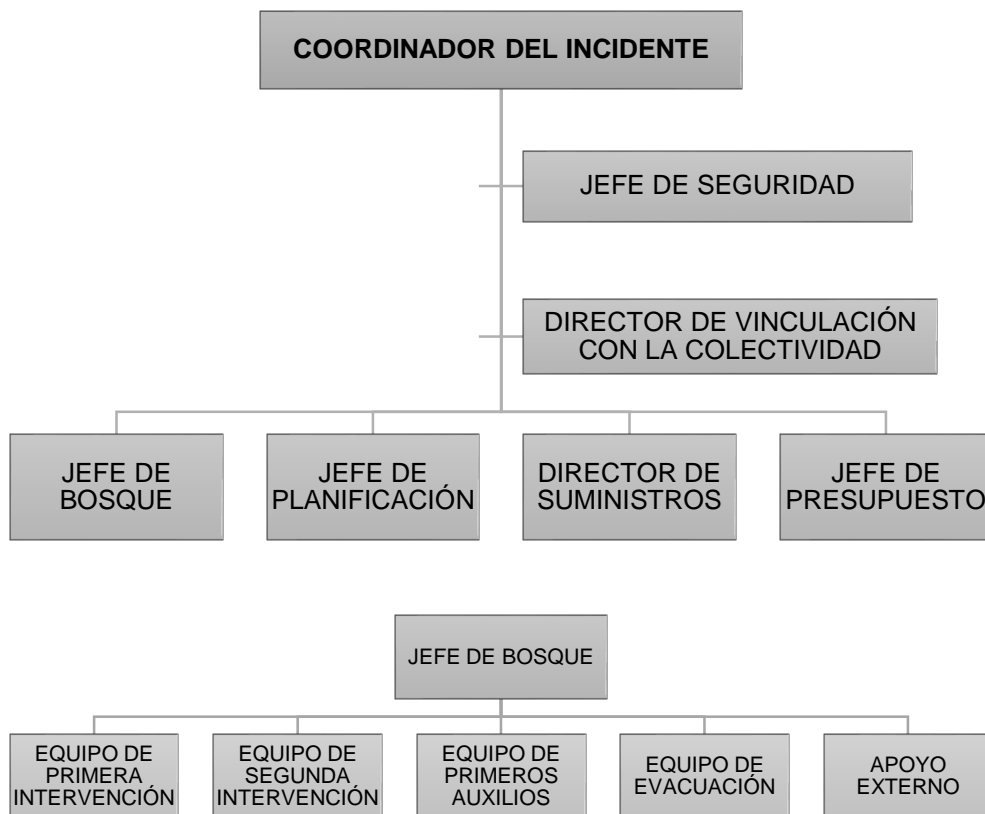 COORDINADOR DEL INCIDENTE
JEFE DE SEGURIDAD
DIRECTOR DE VINCULACIÓN
CON LA COLECTIVIDAD
JEFE DE
BOSQUE
JEFE DE
PLANIFICACIÓN
DIRECTOR DE
SUMINISTROS
JEFE DE
PRESUPUESTO
JEFE DE BOSQUE
EQUIPO DE
PRIMERA
INTERVENCIÓN
EQUIPO DE
SEGUNDA
INTERVENCIÓN
EQUIPO DE
PRIMEROS
AUXILIOS
EQUIPO DE
EVACUACIÓN
APOYO
EXTERNO